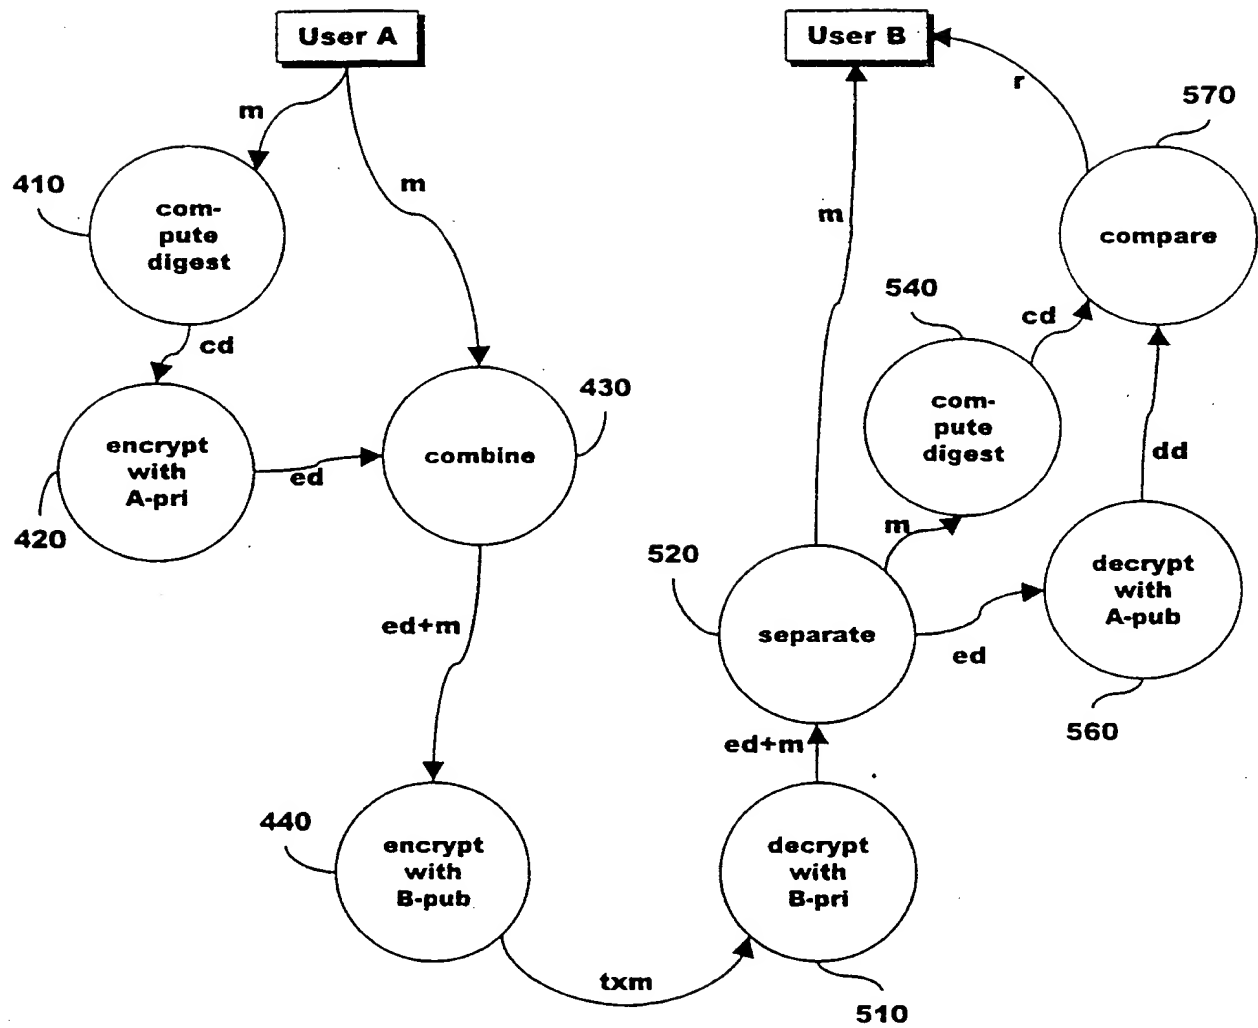 User A
User B
m
r
570
410
m
com-
pute
digest
m
compare
540
cd
cd
430
com-
pute
digest
encrypt
with
A-pri
combine
dd
ed
420
m
520
decrypt
with
A-pub
ed+m
separate
ed
560
ed+m
440
encrypt
with
B-pub
decrypt
with
B-pri
txm
510